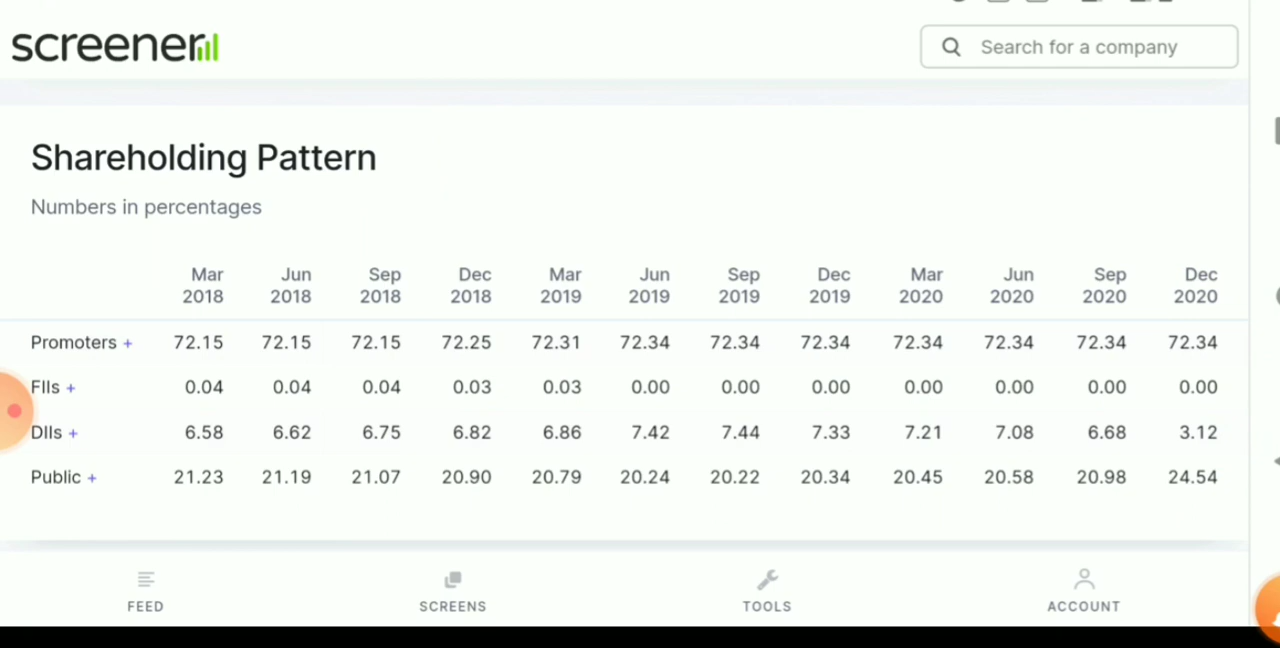 screener
Search for a company
Shareholding Pattern
Numbers in percentages
Mar 2018 Jun 2018 Sep 2018 Dec 2018 Mar 2019 Jun 2019 Sep 2019 Dec 2019 Mar 2020 Jun 2020 Sep 2020 Dec 2020
Promoters + 72.15 72.15 72.15 72.25 72.31 72.34 72.34 72.34 72.34 72.34 72.34 72.34
FIIs + 0.04 0.04 0.04 0.03 0.03 0.00 0.00 0.00 0.00 0.00 0.00 0.00
DIIs + 6.58 6.62 6.75 6.82 6.86 7.42 7.44 7.33 7.21 7.08 6.68 3.12
Public + 21.23 21.19 21.07 20.90 20.79 20.24 20.22 20.34 20.45 20.58 20.98 24.54
FEED SCREENS TOOLS ACCOUNT